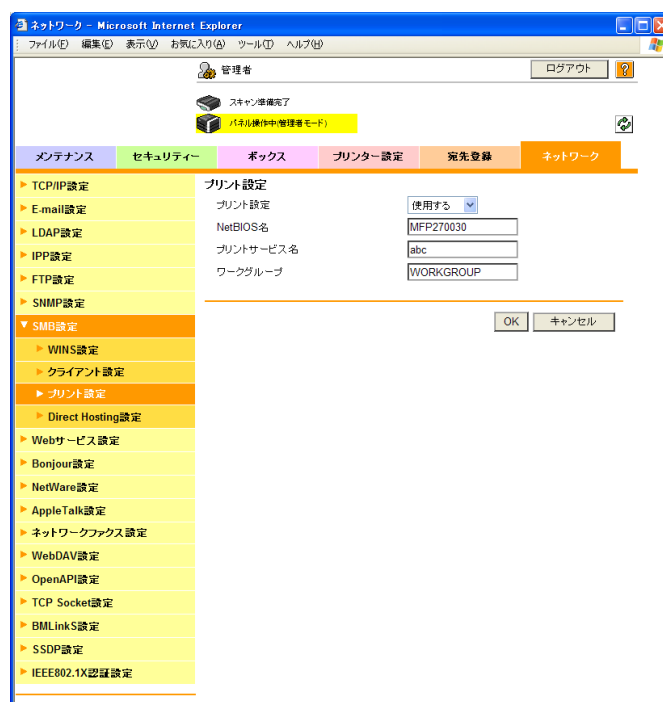 ネットワーク - Microsoft Internet Explorer
ファイル(F) 編集(E) 表示(V) お気に入り(A) ツール(T) ヘルプ(H)
管理者
ログアウト ?
スキャン準備完了
パネル操作中(管理者モード)
メンテナンス セキュリティー ボックス プリンター設定 宛先登録 ネットワーク
TCP/IP設定
E-mail設定
LDAP設定
IPP設定
FTP設定
SNMP設定
SMB設定
WINS設定
クライアント設定
プリント設定
Direct Hosting設定
Webサービス設定
Bonjour設定
NetWare設定
AppleTalk設定
ネットワークファクス設定
WebDAV設定
OpenAPI設定
TCP Socket設定
BMLinkS設定
SSDP設定
IEEE802.1X認証設定
プリント設定
プリント設定 使用する
NetBIOS名 MFP270030
プリントサービス名 abc
ワークグループ WORKGROUP
OK キャンセル